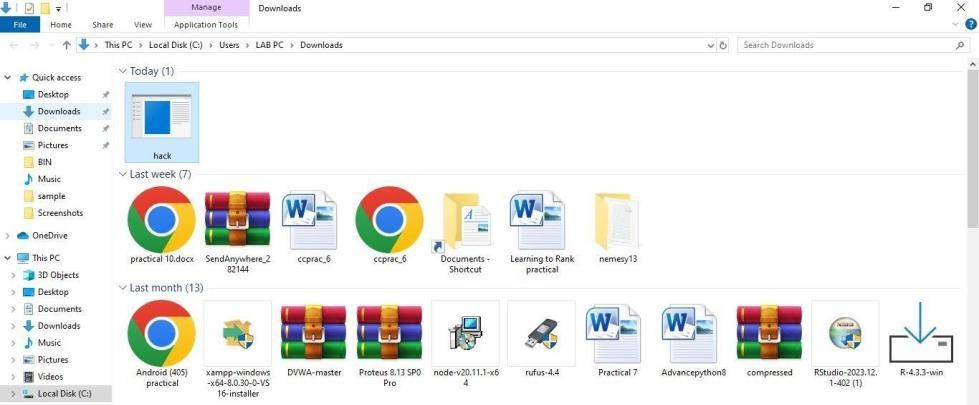 Manage
Downloads
File
Home
Share
View
Application Tools
This PC
Local Disk (C:)
Users
LAB PC
Downloads
Search Downloads
Quick access
Desktop
Downloads
Documents
Pictures
BIN
Music
sample
Screenshots
OneDrive
This PC
3D Objects
Desktop
Documents
Downloads
Music
Pictures
Videos
Local Disk (C:)
Today (1)
hack
Last week (7)
practical 10.docx
SendAnywhere_2
82144
ccprac_6
ccprac_6
Documents -
Shortcut
Learning to Rank
practical
nemesy13
Last month (13)
Android (405)
practical
xampp-windows
-x64-8.0.30-0-VS
16-installer
DVWA-master
Proteus 8.13 SP0
Pro
node-v20.11.1-x6
4
rufus-4.4
Practical 7
Advancepython8
compressed
RStudio-2023.12.
1-402 (1)
R-4.3.3-win